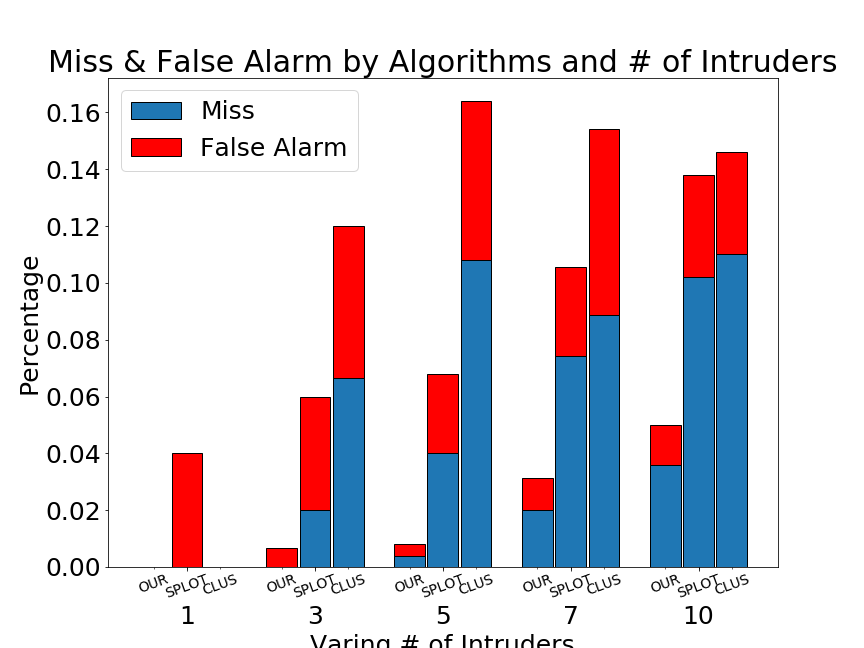 Miss & False Alarm by Algorithms and # of Intruders
Miss
False Alarm
Percentage
0.16
0.14
0.12
0.10
0.08
0.06
0.04
0.02
0.00
OUR SPLOT CLUS OUR SPLOT CLUS OUR SPLOT CLUS OUR SPLOT CLUS OUR SPLOT CLUS
1 3 5 7 10
Varing # of Intruders